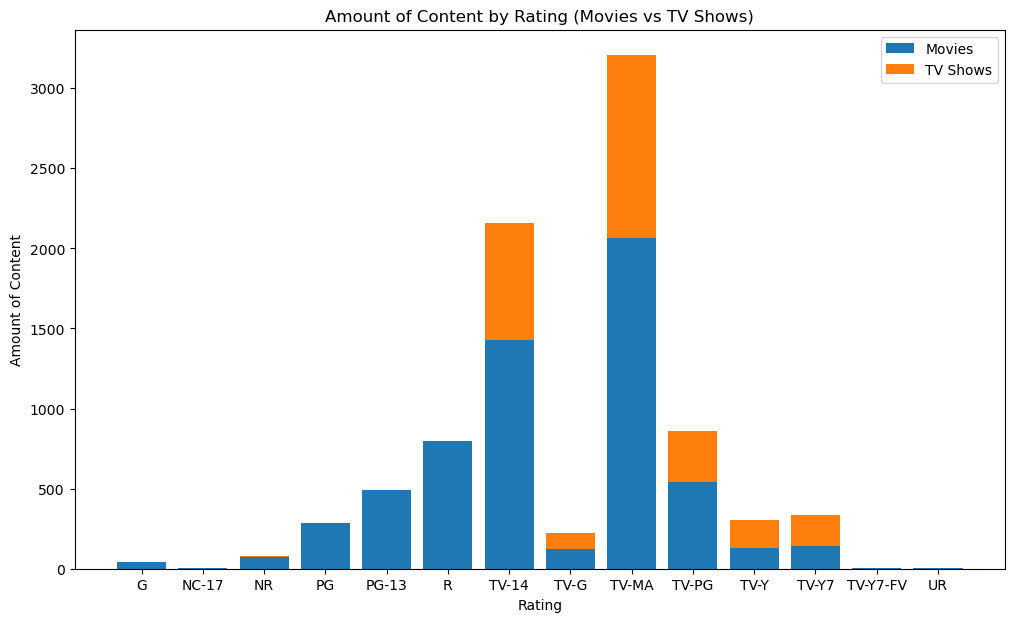 Amount of Content by Rating (Movies vs TV Shows)
Movies
TV Shows
Amount of Content
3000
2500
2000
1500
1000
500
0
G NC-17 NR PG PG-13 R TV-14 TV-G TV-MA TV-PG TV-Y TV-Y7 TV-Y7-FV UR
Rating